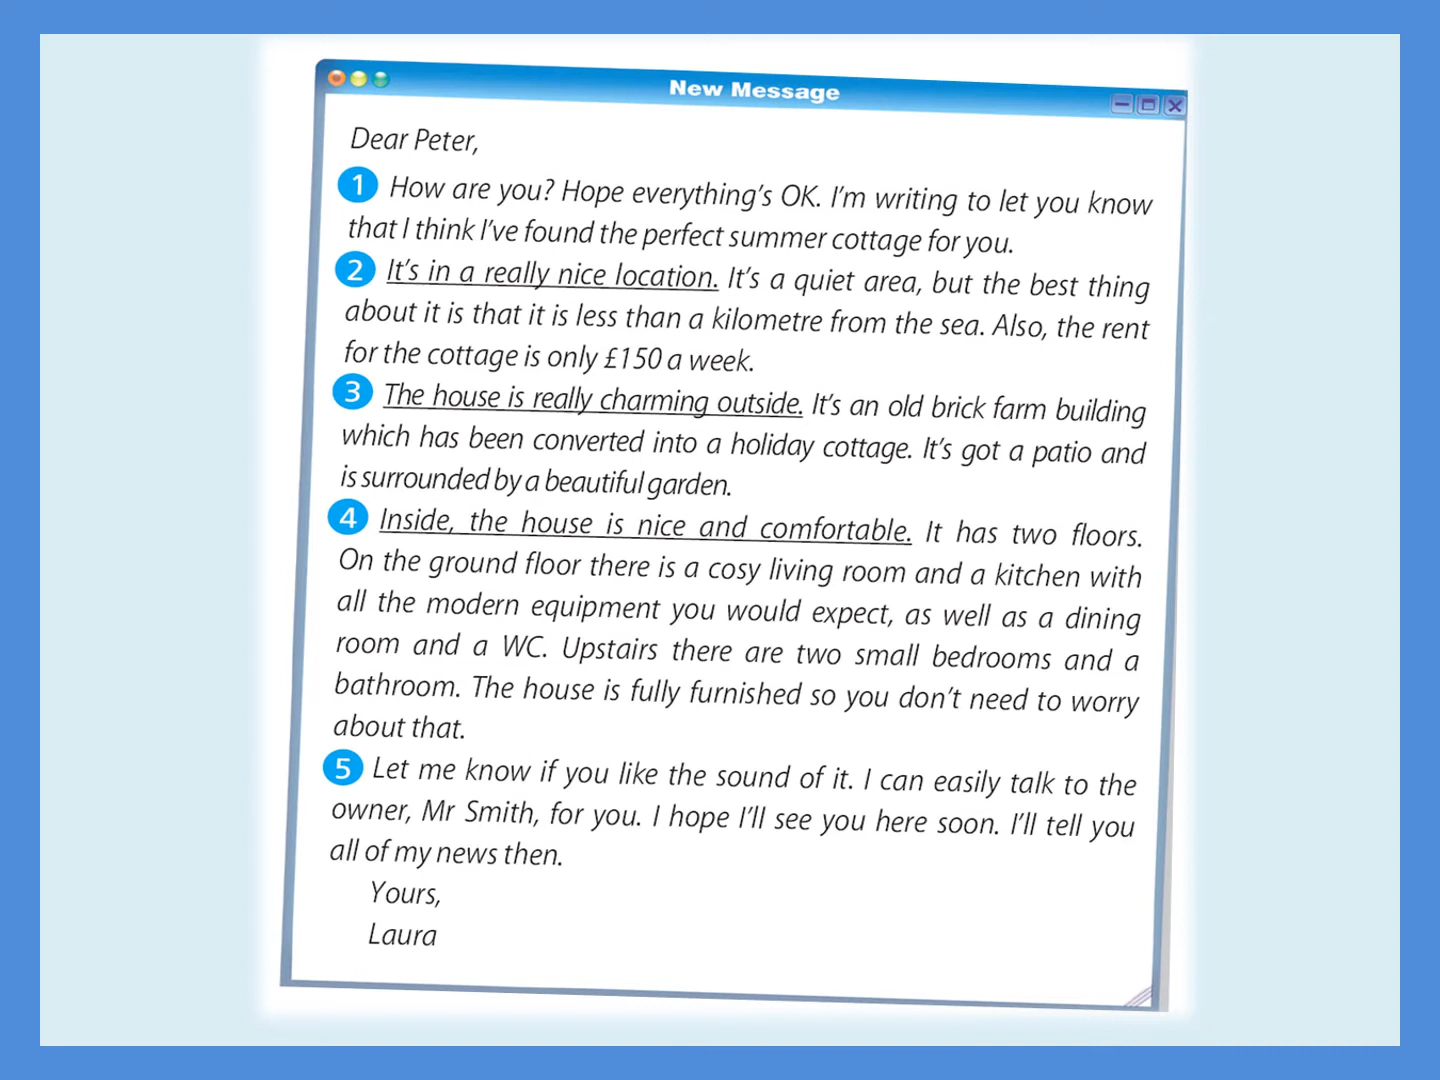 New Message
Dear Peter,
1 How are you? Hope everything's OK. I'm writing to let you know
that I think I've found the perfect summer cottage for you.
2 It's in a really nice location. It's a quiet area, but the best thing
about it is that it is less than a kilometre from the sea. Also, the rent
for the cottage is only £150 a week.
3 The house is really charming outside. It's an old brick farm building
which has been converted into a holiday cottage. It's got a patio and
is surrounded by a beautiful garden.
4 Inside, the house is nice and comfortable. It has two floors.
On the ground floor there is a cosy living room and a kitchen with
all the modern equipment you would expect, as well as a dining
room and a WC. Upstairs there are two small bedrooms and a
bathroom. The house is fully furnished so you don't need to worry
about that.
5 Let me know if you like the sound of it. I can easily talk to the
owner, Mr Smith, for you. I hope I'll see you here soon. I'll tell you
all of my news then.
Yours,
Laura